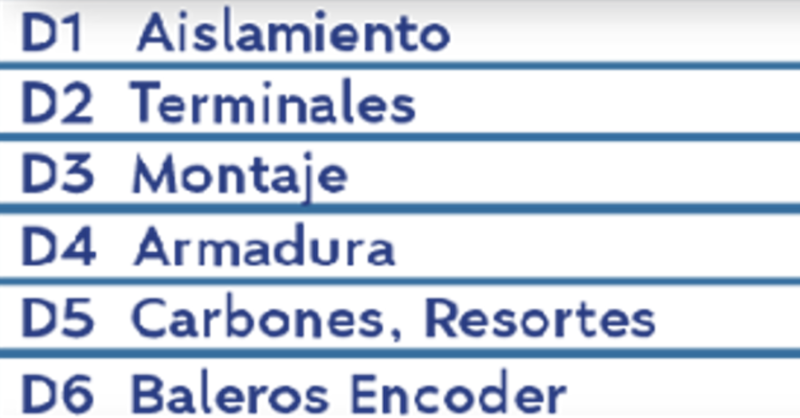 D1 Aislamiento
D2 Terminales
D3 Montaje
D4 Armadura
D5 Carbones, Resortes
D6 Baleros Encoder